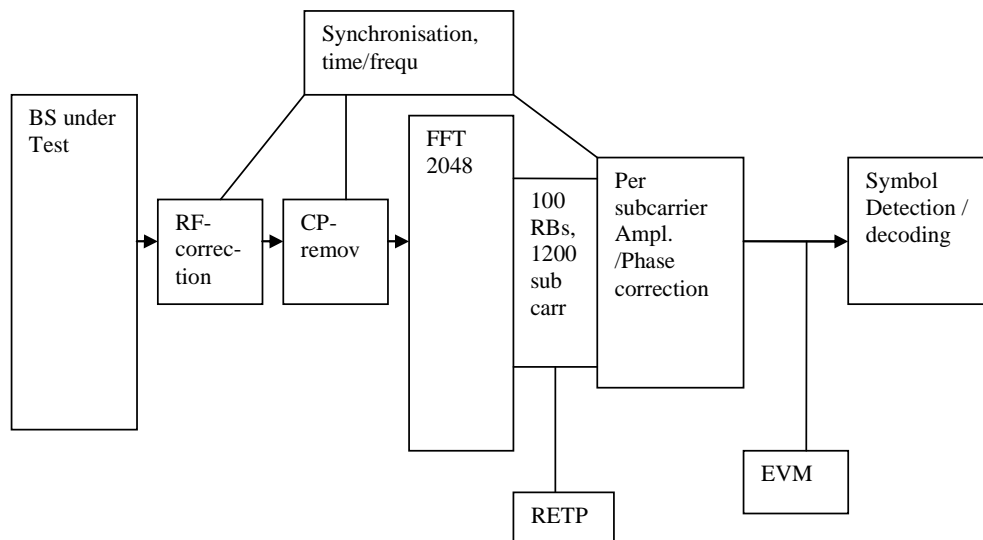 Synchronisation,
time/frequ
BS under
Test
FFT
2048
RF-
correc-
tion
CP-
remov
100
RBs,
1200
sub
carr
Per
subcarrier
Ampl.
/Phase
correction
Symbol
Detection /
decoding
EVM
RETP